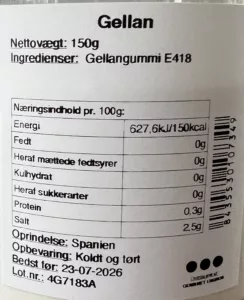 Gellan
Nettovægt: 150g
Ingredienser: Gellangummi E418
Næringsindhold pr. 100g:
Energi 627,6kJ/150kcal
Fedt 0g
Heraf mættede fedtsyrer 0g
Kulhydrat 0g
Heraf sukkerarter 0g
Protein 0.3g
Salt 2.5g
Oprindelse: Spanien
Opbevaring: Koldt og tørt
Bedst før: 23-07-2026
Lot.nr.: 4G7183A